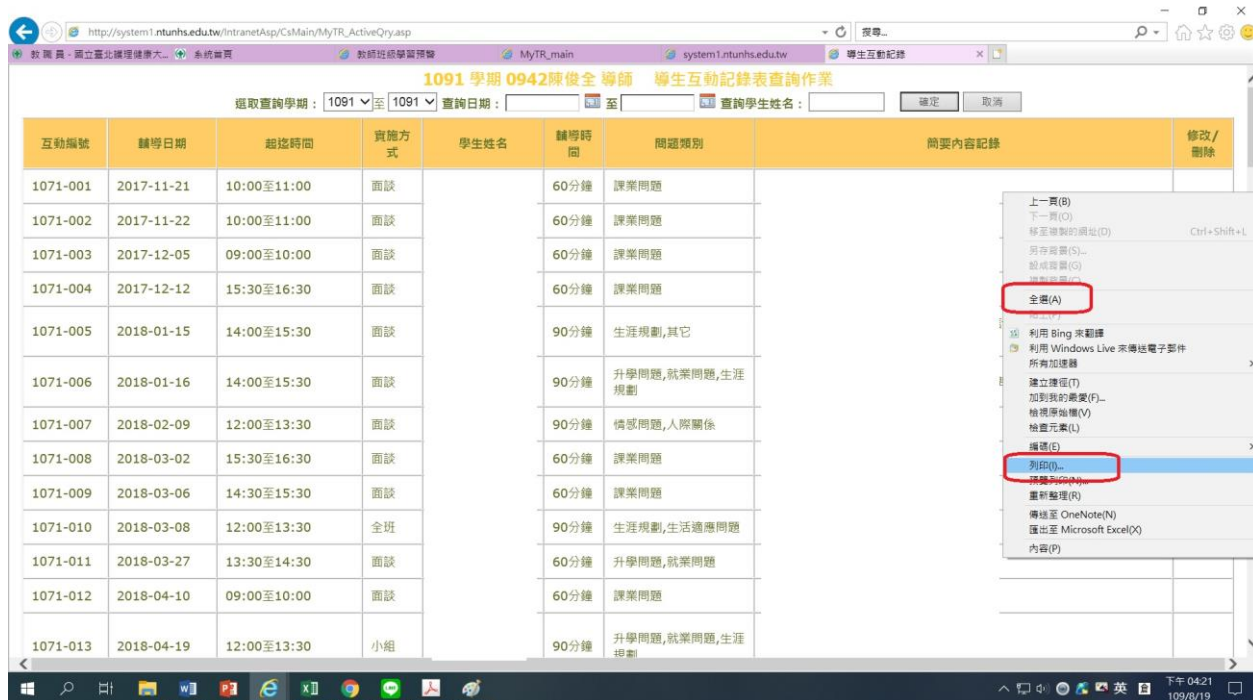 http://system1.ntunhs.edu.tw/IntranetAsp/CsMain/MyTR_ActiveQry.asp
搜尋...
教職員 - 國立臺北護理健康大... 系統首頁 教師班級學習預警 MyTR_main system1.ntunhs.edu.tw 導生互動記錄
1091 學期 0942陳俊全 導師 導生互動記錄表查詢作業
選取查詢學期： 1091 至 1091 查詢日期： 至 查詢學生姓名： 確定 取消
互動編號 輔導日期 起迄時間 實施方式 學生姓名 輔導時間 問題類別 簡要內容記錄 修改/刪除
1071-001 2017-11-21 10:00至11:00 面談 60分鐘 課業問題
1071-002 2017-11-22 10:00至11:00 面談 60分鐘 課業問題
1071-003 2017-12-05 09:00至10:00 面談 60分鐘 課業問題
1071-004 2017-12-12 15:30至16:30 面談 60分鐘 課業問題
1071-005 2018-01-15 14:00至15:30 面談 90分鐘 生涯規劃,其它
1071-006 2018-01-16 14:00至15:30 面談 90分鐘 升學問題,就業問題,生涯規劃
1071-007 2018-02-09 12:00至13:30 面談 90分鐘 情感問題,人際關係
1071-008 2018-03-02 15:30至16:30 面談 60分鐘 課業問題
1071-009 2018-03-06 14:30至15:30 面談 60分鐘 課業問題
1071-010 2018-03-08 12:00至13:30 全班 90分鐘 生涯規劃,生活適應問題
1071-011 2018-03-27 13:30至14:30 面談 60分鐘 升學問題,就業問題
1071-012 2018-04-10 09:00至10:00 面談 60分鐘 課業問題
1071-013 2018-04-19 12:00至13:30 小組 90分鐘 升學問題,就業問題,生涯規劃
上一頁(B)
下一頁(O)
移至複製的網址(D) Ctrl+Shift+L
另存背景(S)...
設成背景(G)
複製背景(C)
全選(A)
貼上(P)
利用 Bing 來翻譯
利用 Windows Live 來傳送電子郵件
所有加速器
建立捷徑(T)
加到我的最愛(F)...
檢視原始檔(V)
檢查元素(L)
編碼(E)
列印(I)...
預覽列印(N)...
重新整理(R)
傳送至 OneNote(N)
匯出至 Microsoft Excel(X)
內容(P)
英
下午 04:21
109/8/19